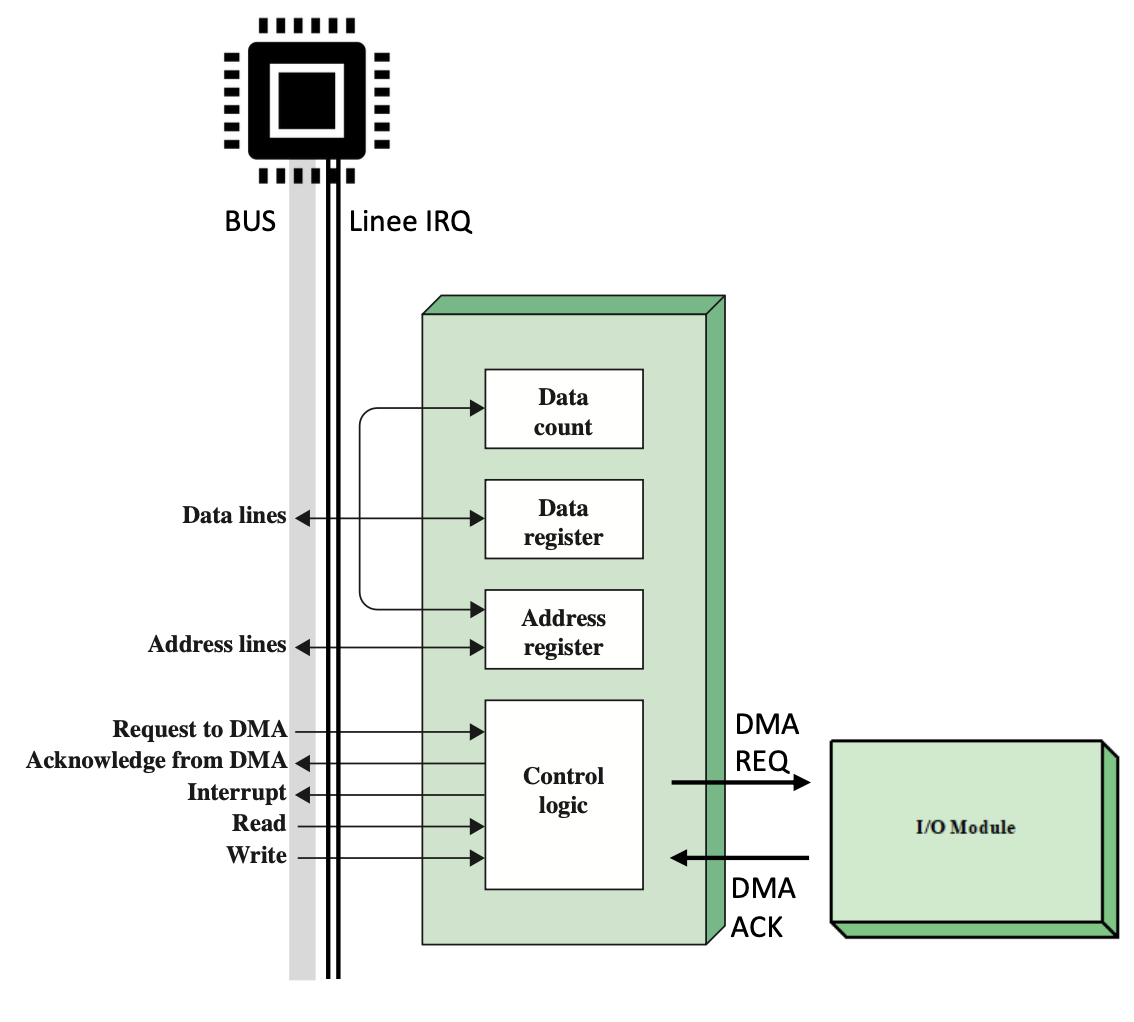 BUS
Linee IRQ
Data
count
Data lines
Data
register
Address
register
Address lines
Request to DMA
Acknowledge from DMA
Interrupt
Read
Write
Control
logic
DMA
REQ
DMA
ACK
I/O Module